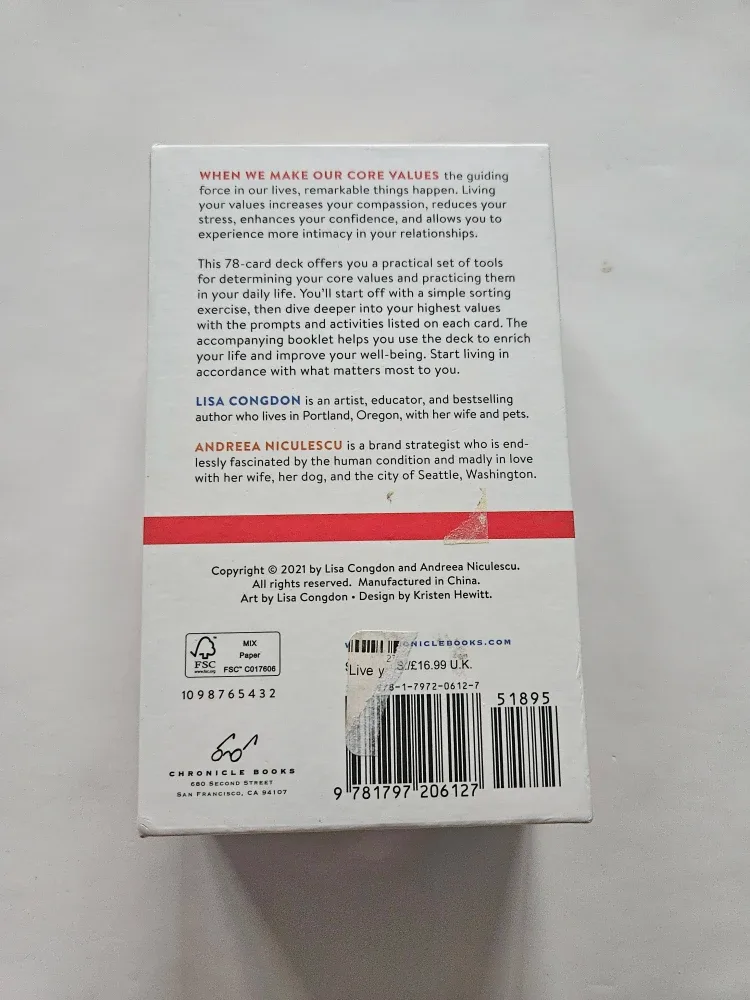 WHEN WE MAKE OUR CORE VALUES the guiding
force in our lives, remarkable things happen. Living
your values increases your compassion, reduces your
stress, enhances your confidence, and allows you to
experience more intimacy in your relationships.
This 78-card deck offers you a practical set of tools
for determining your core values and practicing them
in your daily life. You'll start off with a simple sorting
exercise, then dive deeper into your highest values
with the prompts and activities listed on each card. The
accompanying booklet helps you use the deck to enrich
your life and improve your well-being. Start living in
accordance with what matters most to you.
LISA CONGDON is an artist, educator, and bestselling
author who lives in Portland, Oregon, with her wife and pets.
ANDREEA NICULESCU is a brand strategist who is end-
lessly fascinated by the human condition and madly in love
with her wife, her dog, and the city of Seattle, Washington.
Copyright © 2021 by Lisa Congdon and Andreea Niculescu.
All rights reserved. Manufactured in China.
Art by Lisa Congdon • Design by Kristen Hewitt.
FSC
www.fsc.org
MIX
Paper
FSC™ C017606
10 9 8 7 6 5 4 3 2
CHRONICLE BOOKS
680 SECOND STREET
SAN FRANCISCO, CA 94107
ONICLEBOOKS.COM
Live y
S./£16.99 U.K.
8-1-7972-0612-7
51895
9 781797 206127